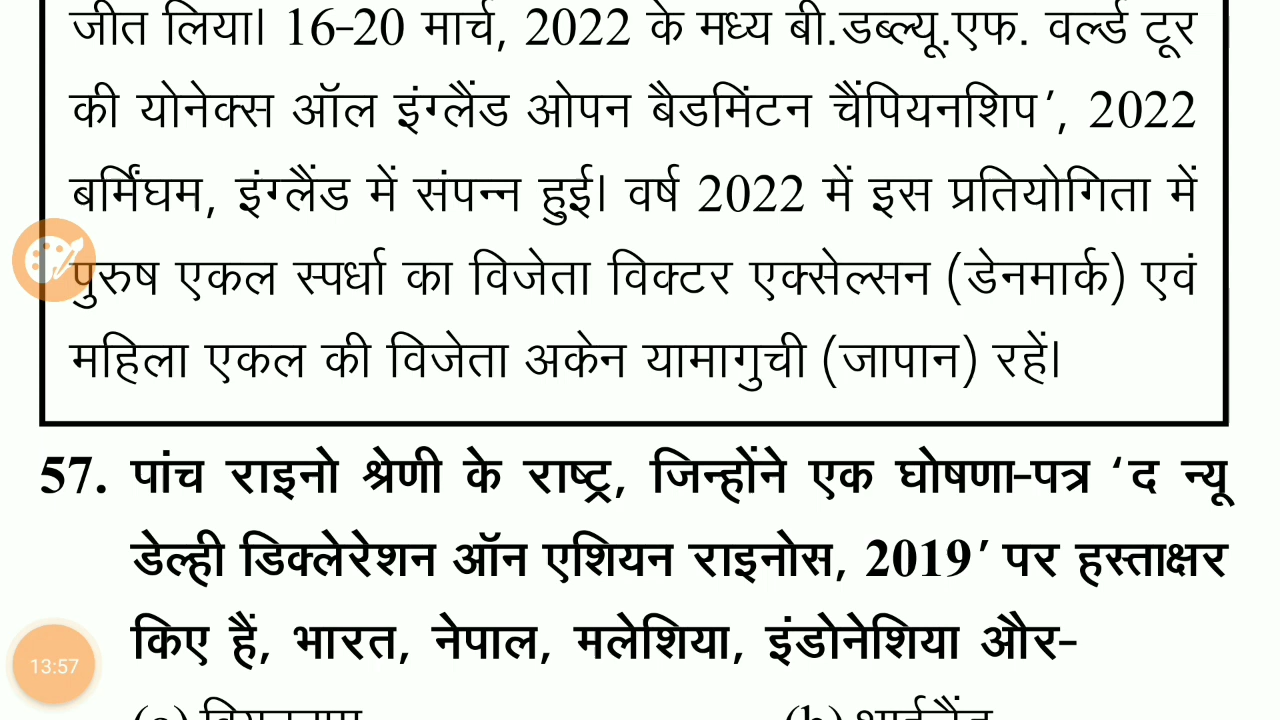 जीत लिया। 16-20 मार्च, 2022 के मध्य बी.डब्ल्यू.एफ. वर्ल्ड टूर
की योनेक्स ऑल इंग्लैंड ओपन बैडमिंटन चैंपियनशिप’, 2022
बर्मिंघम, इंग्लैंड में संपन्न हुई। वर्ष 2022 में इस प्रतियोगिता में
पुरुष एकल स्पर्धा का विजेता विक्टर एक्सेल्सन (डेनमार्क) एवं
महिला एकल की विजेता अकेन यामागुची (जापान) रहें।
57. पांच राइनो श्रेणी के राष्ट्र, जिन्होंने एक घोषणा-पत्र ‘द न्यू
डेल्ही डिक्लेरेशन ऑन एशियन राइनोस, 2019’ पर हस्ताक्षर
किए हैं, भारत, नेपाल, मलेशिया, इंडोनेशिया और-
13:57